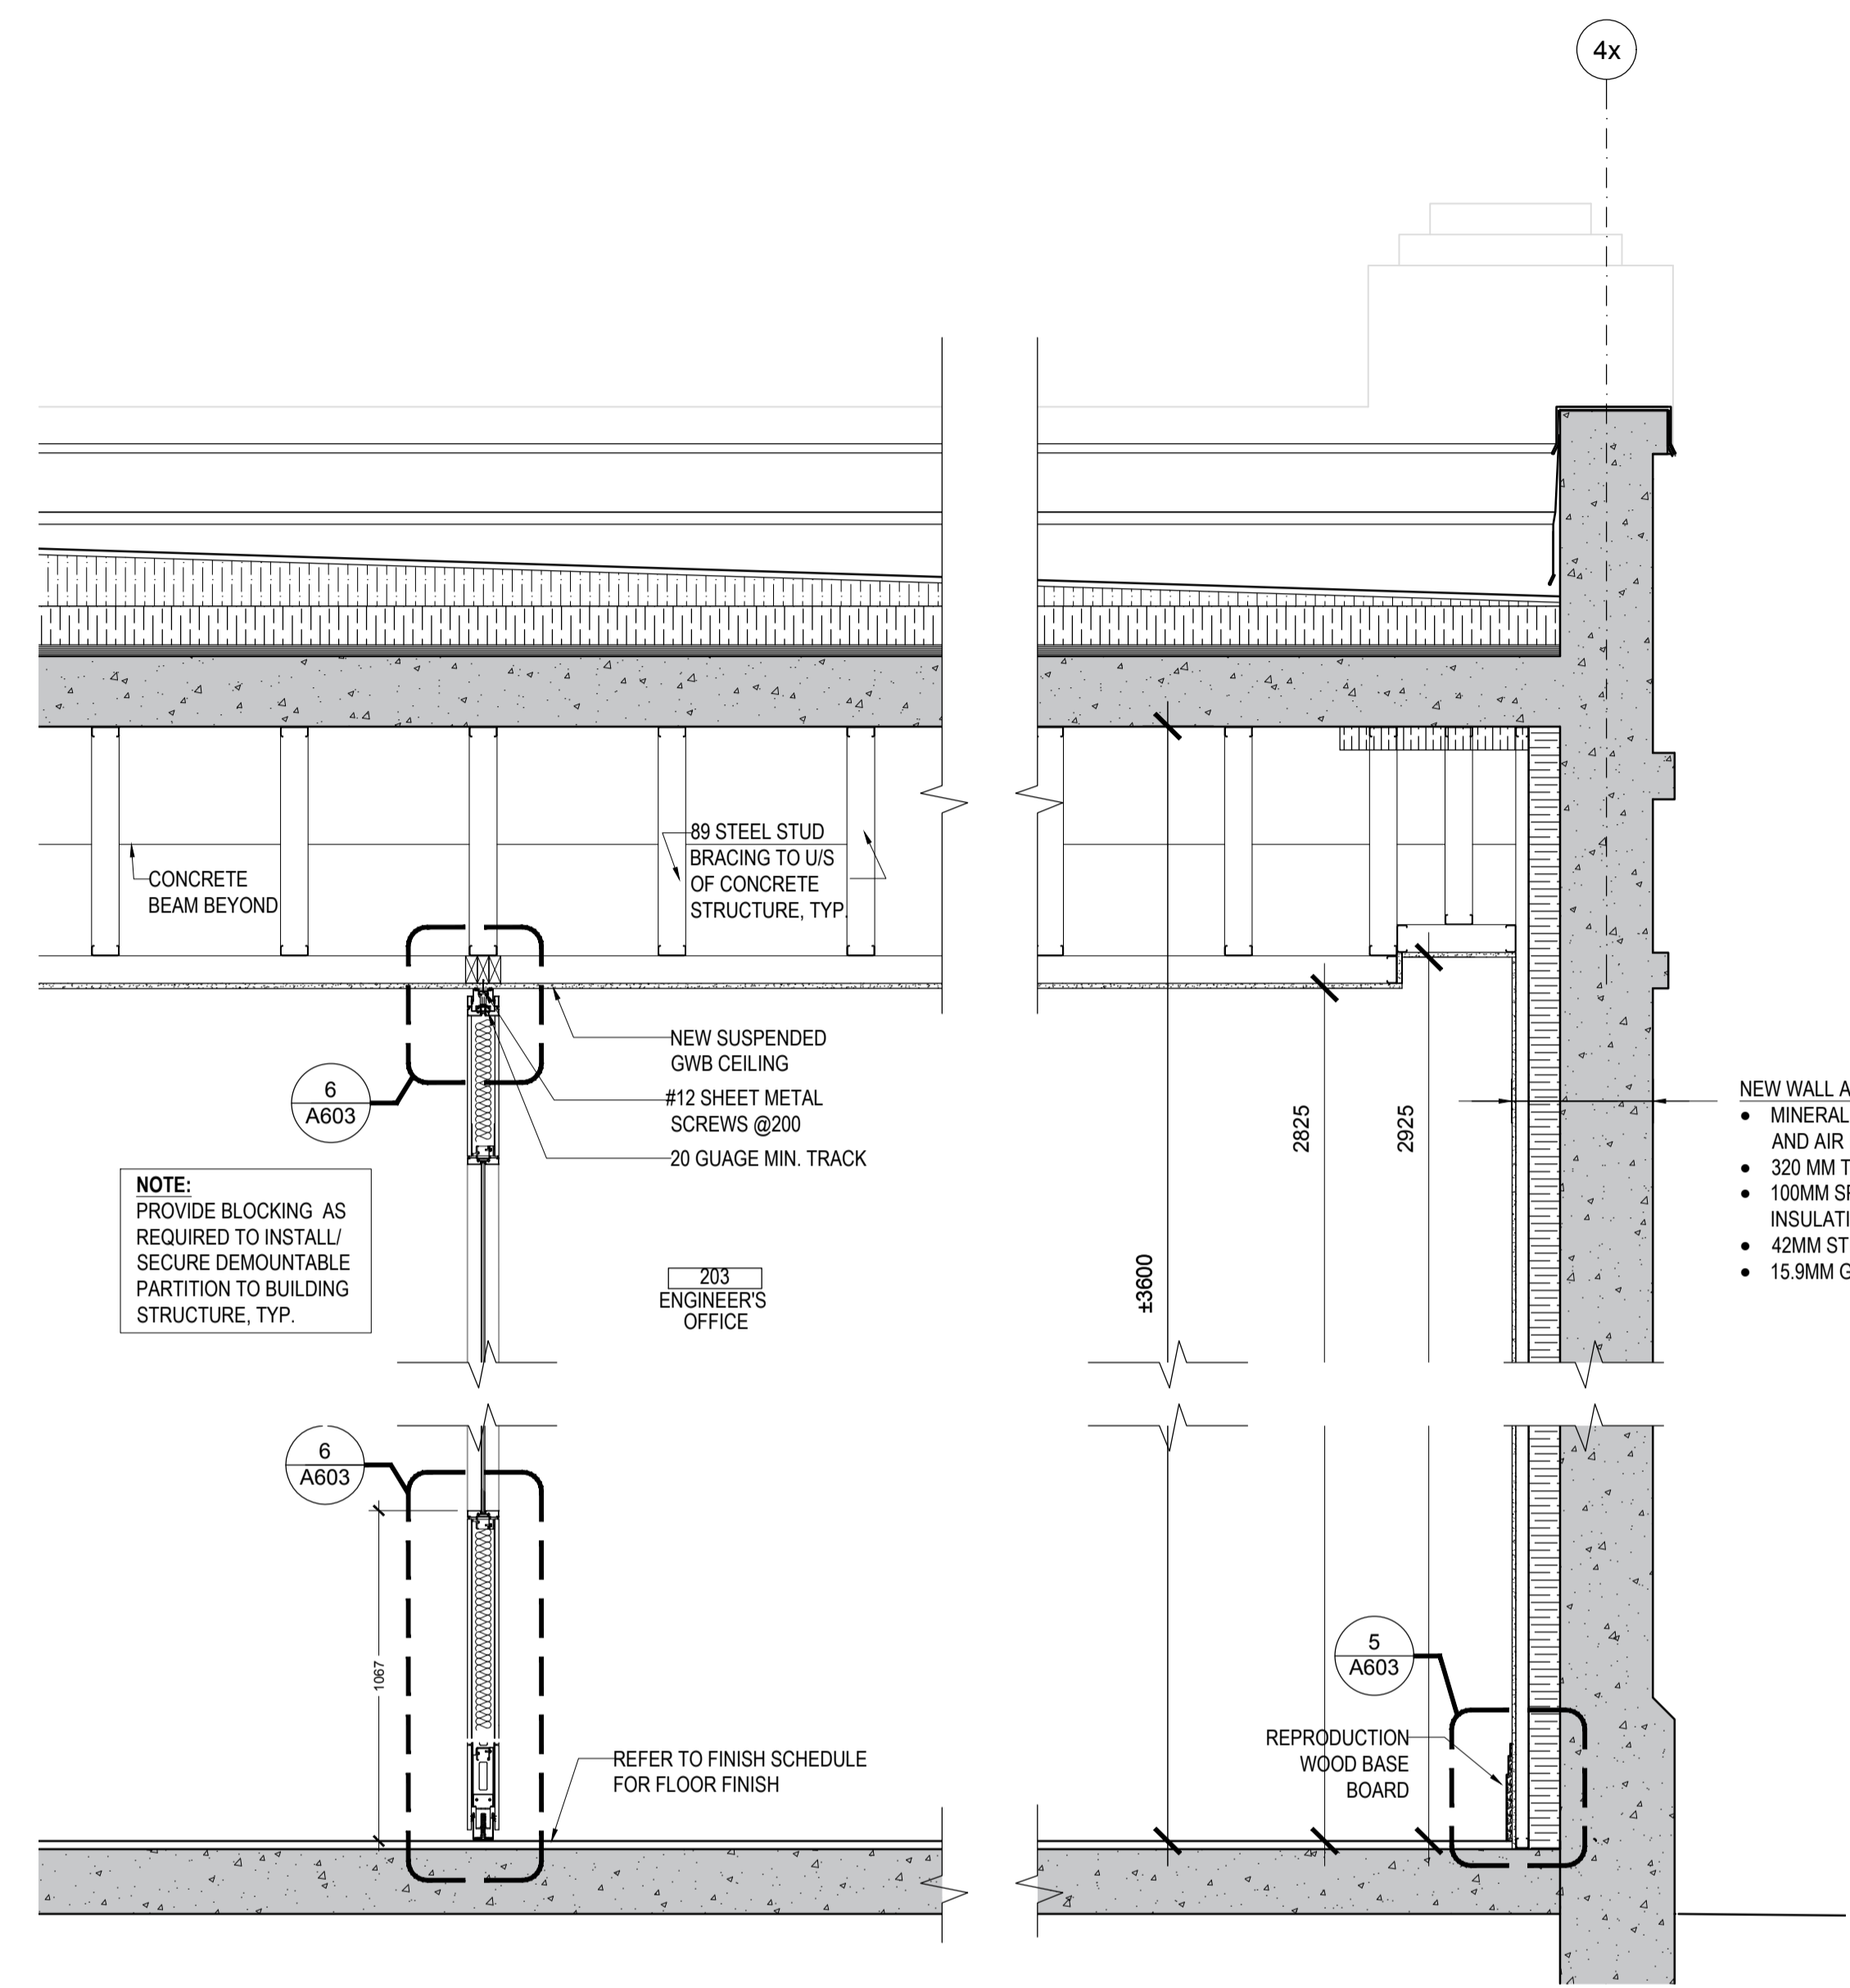 4x
CONCRETE
BEAM BEYOND
89 STEEL STUD
BRACING TO U/S
OF CONCRETE
STRUCTURE, TYP.
NEW SUSPENDED
GWB CEILING
#12 SHEET METAL
SCREWS @200
20 GUAGE MIN. TRACK
6
A603
NOTE:
PROVIDE BLOCKING AS
REQUIRED TO INSTALL/
SECURE DEMOUNTABLE
PARTITION TO BUILDING
STRUCTURE, TYP.
203
ENGINEER'S
OFFICE
±3600
2825
2925
NEW WALL A
• MINERAL
AND AIR
• 320 MM T
• 100MM SP
INSULATI
• 42MM ST
• 15.9MM G
6
A603
1067
REFER TO FINISH SCHEDULE
FOR FLOOR FINISH
5
A603
REPRODUCTION
WOOD BASE
BOARD